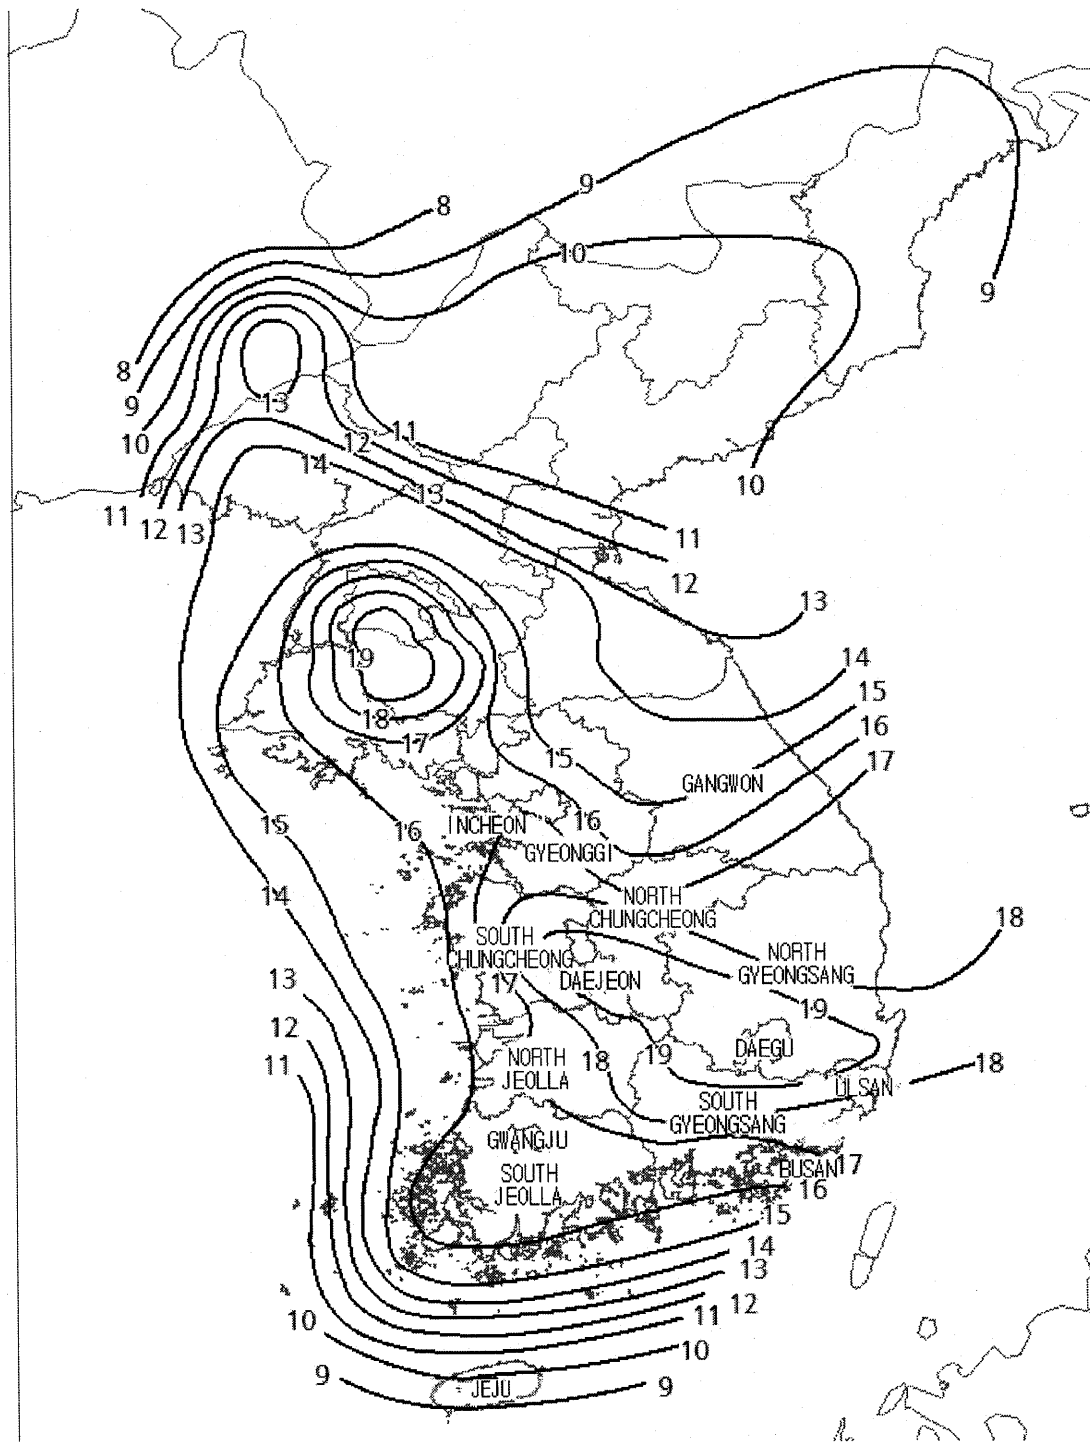 9
8
10
9
8
9
13
11
10
12
14
10
13
11
12
13
11
12
13
14
19
15
16
18
17
17
15
GANGWON
16
15
INCHEON
16
GYEONGGI
14
NORTH
CHUNGCHEONG
18
SOUTH
CHUNGCHEONG
NORTH
GYEONGSANG
13
17
DAEJEON
19
12
DAEGU
11
NORTH
JEOLLA
18
19
18
ULSAN
SOUTH
GYEONGSANG
GWANGJU
BUSAN
17
SOUTH
JEOLLA
16
15
14
13
12
10
11
10
9
JEJU
9